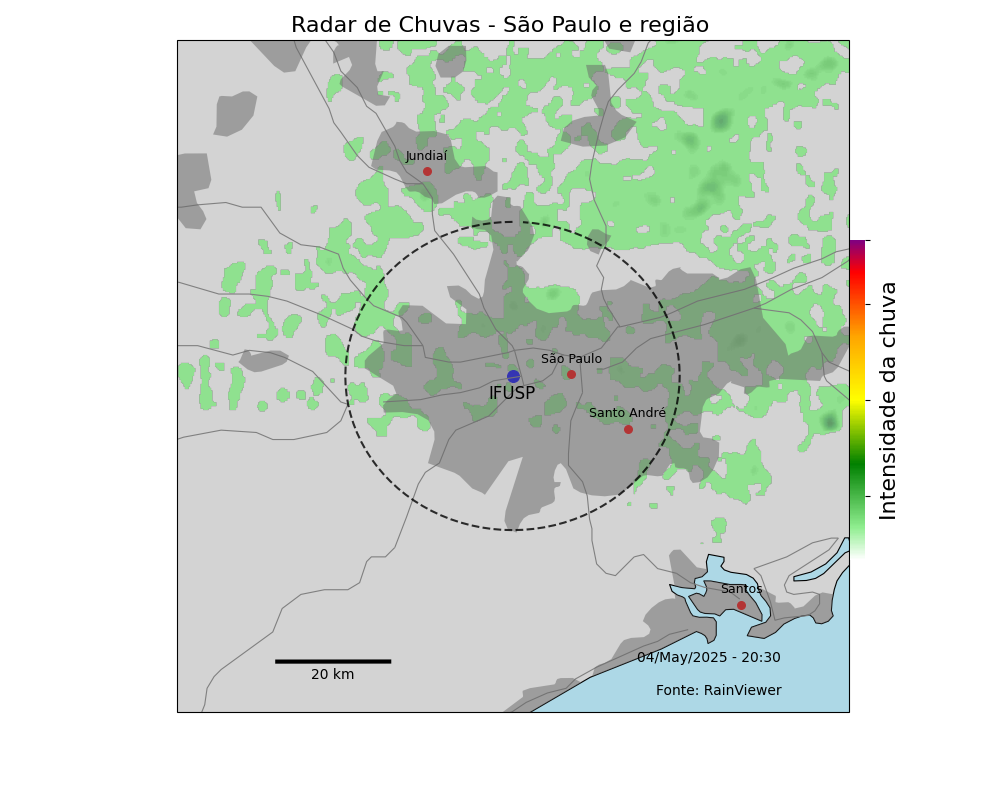 Radar de Chuvas - São Paulo e região
Jundiaí
São Paulo
IFUSP
Santo André
Intensidade da chuva
Santos
04/May/2025 - 20:30
20 km
Fonte: RainViewer